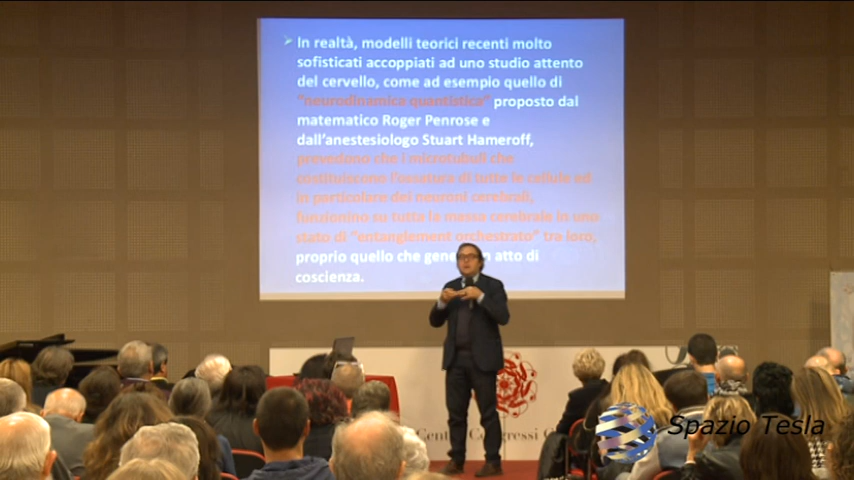 In realtà, modelli teorici recenti molto
sofisticati accoppiati ad uno studio attento
del cervello, come ad esempio quello di
"neurodinamica quantistica" proposto dal
matematico Roger Penrose e
dall'anestesiologo Stuart Hameroff,
prevedono che i microtubuli che
costituiscono l'ossatura di tutte le cellule ed
in particolare dei neuroni cerebrali,
funzionino su tutta la massa cerebrale in uno
stato di "entanglement orchestrato" tra loro,
proprio quello che gene n atto di
coscienza.
Centro Congressi
Spazio Tesla